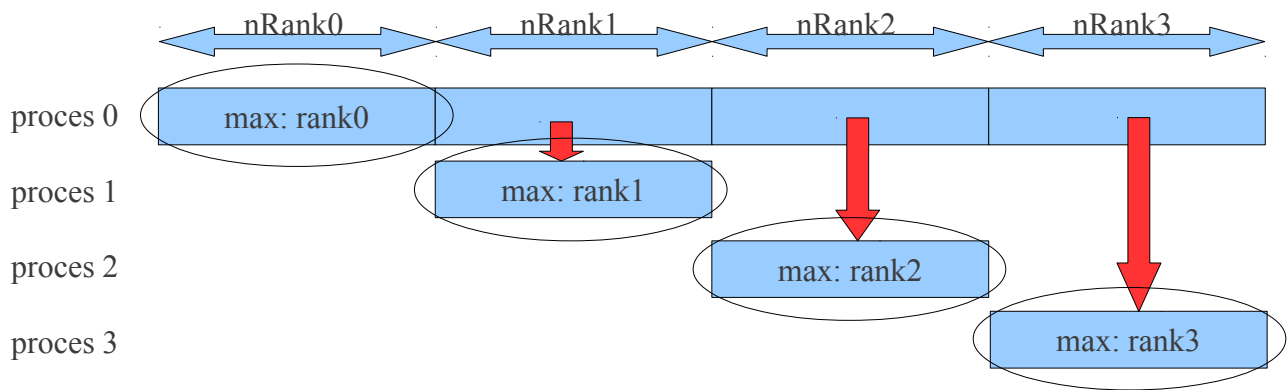 nRank0 nRank1 nRank2 nRank3
proces 0 max: rank0
proces 1 max: rank1
proces 2 max: rank2
proces 3 max: rank3